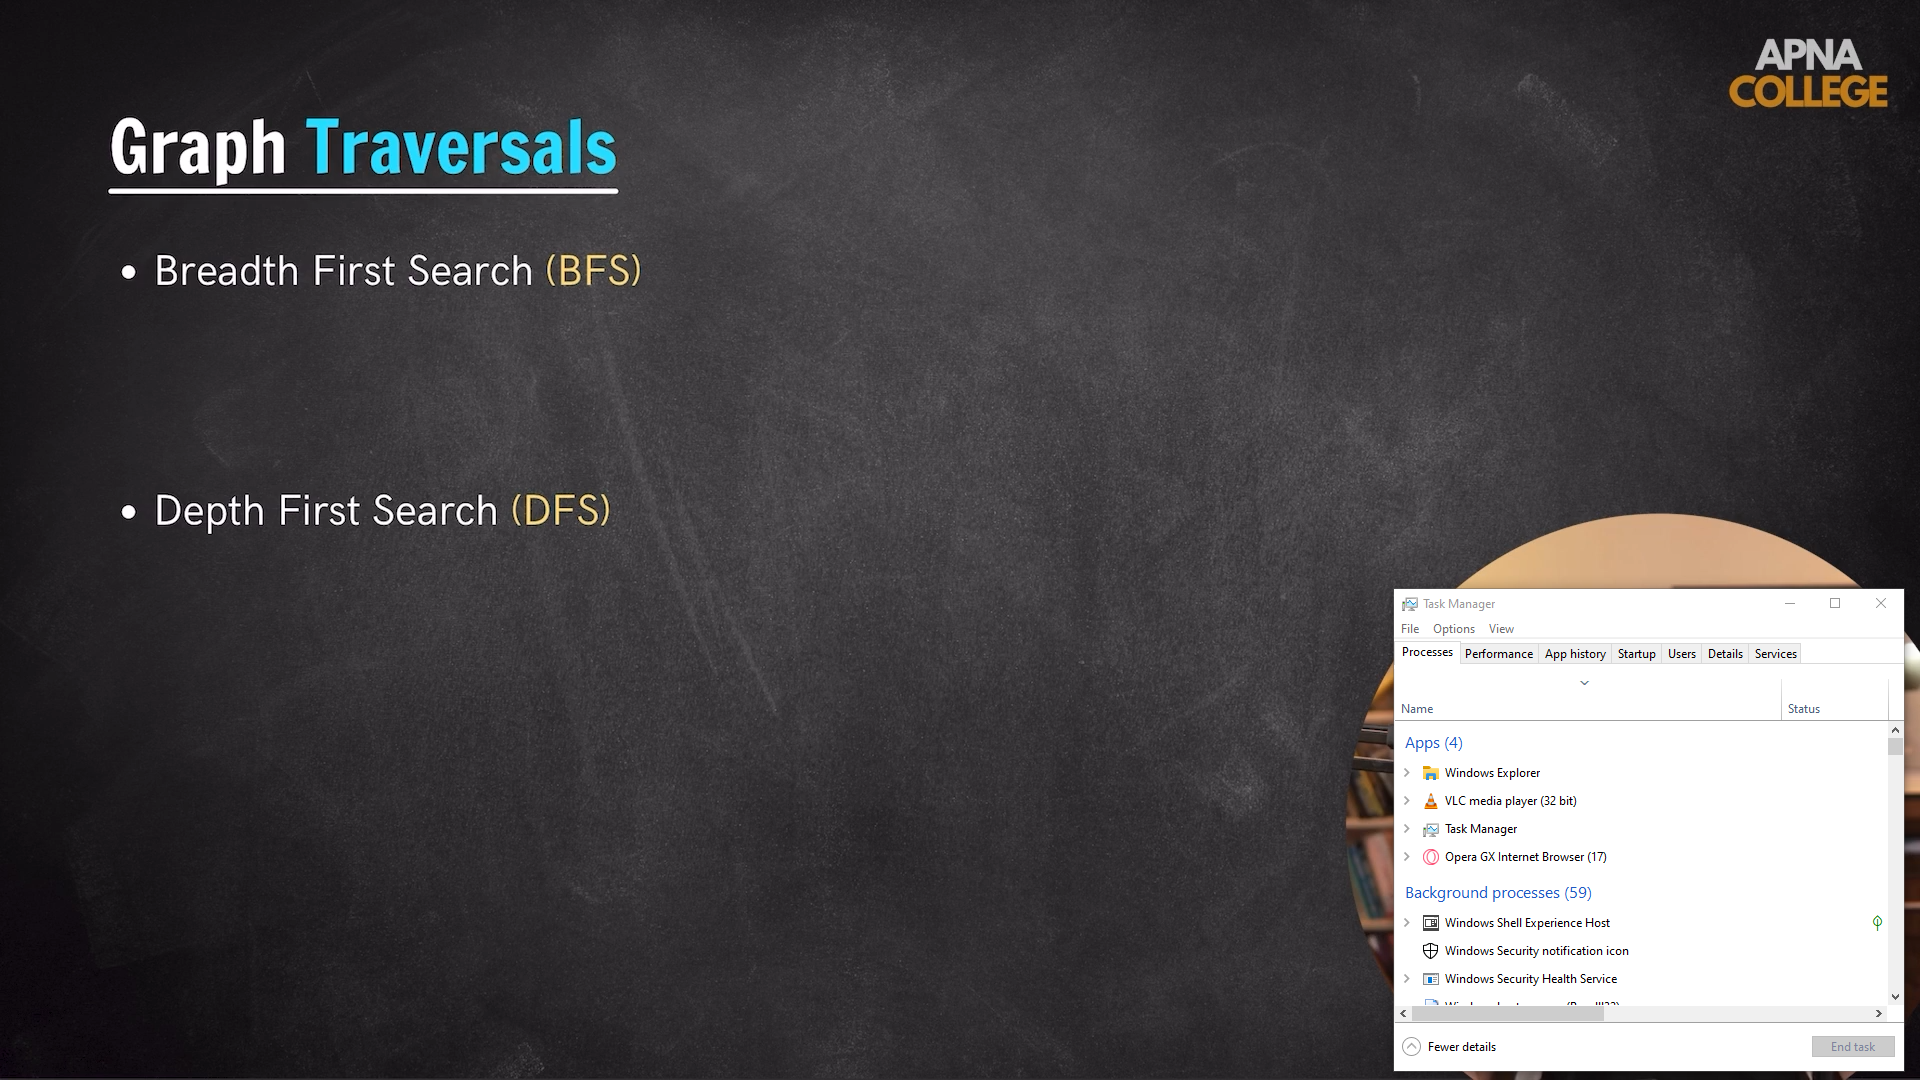 APNA
COLLEGE
Graph Traversals
• Breadth First Search (BFS)
• Depth First Search (DFS)
Task Manager
File Options View
Processes Performance App history Startup Users Details Services
Name Status
Apps (4)
Windows Explorer
VLC media player (32 bit)
Task Manager
Opera GX Internet Browser (17)
Background processes (59)
Windows Shell Experience Host
Windows Security notification icon
Windows Security Health Service
Fewer details End task